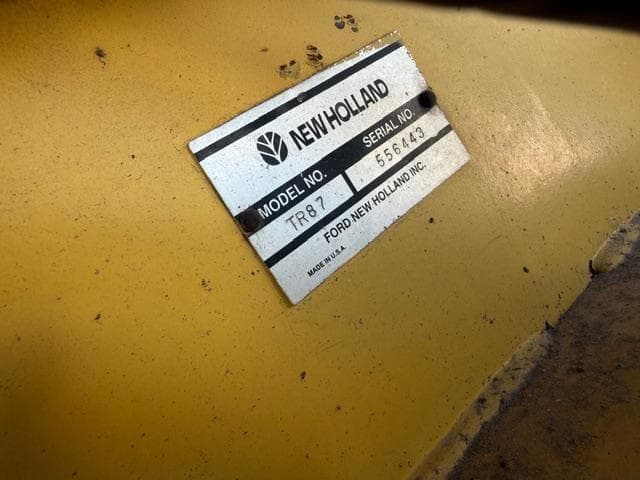 NEW HOLLAND
MODEL NO. SERIAL NO.
TR87 556443
FORD NEW HOLLAND INC.
MADE IN U.S.A.